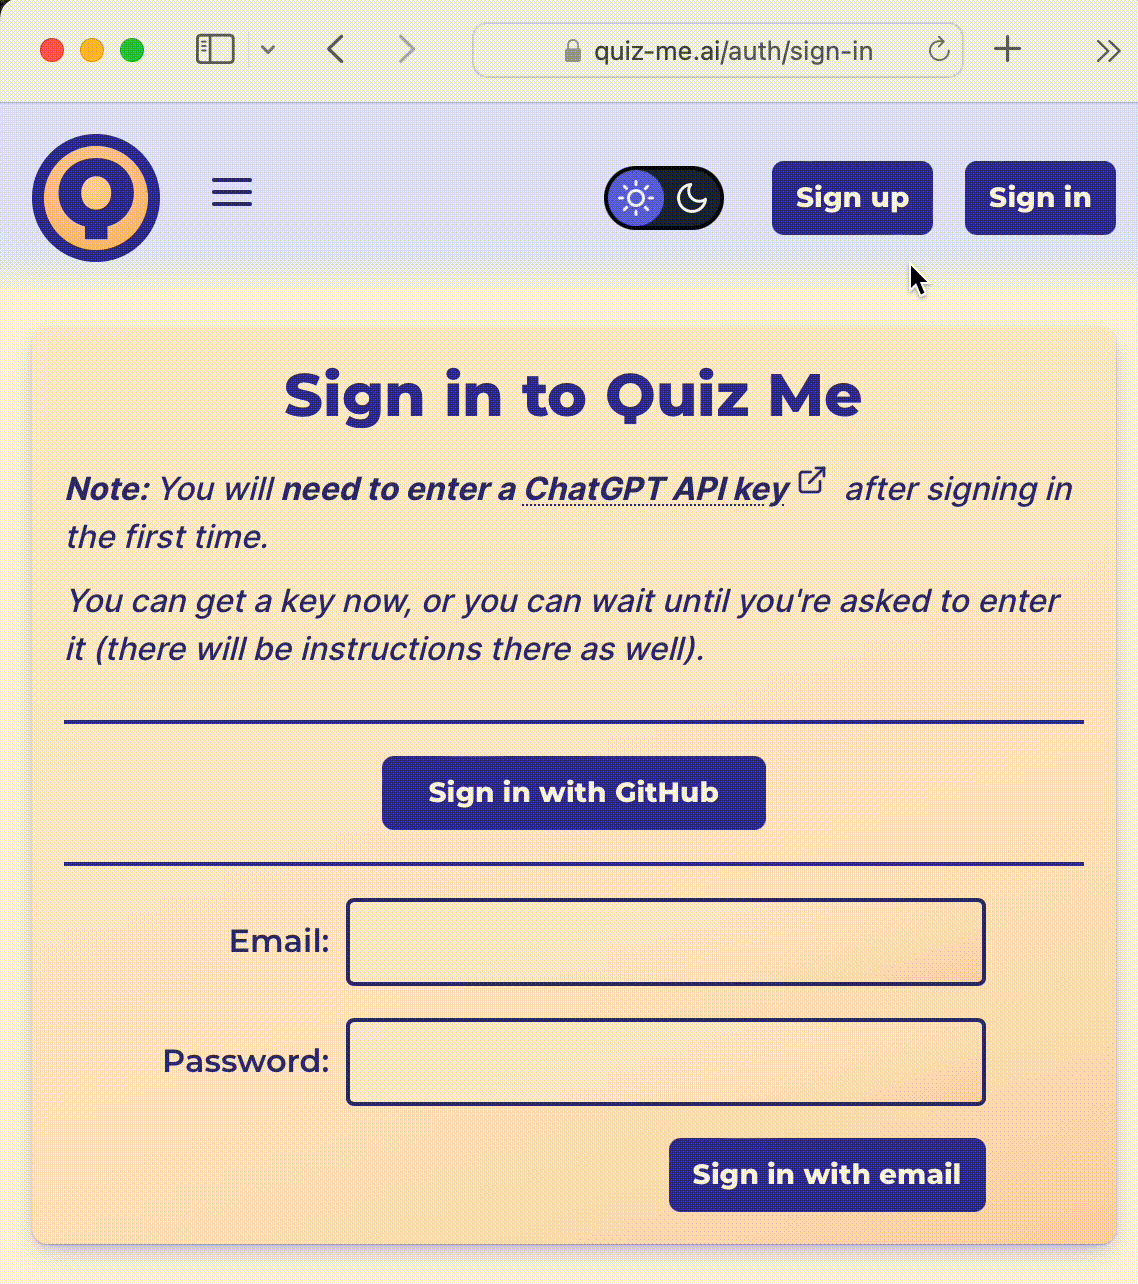 quiz-me.ai/auth/sign-in
Sign up
Sign in
Sign in to Quiz Me
Note: You will need to enter a ChatGPT API key after signing in
the first time.
You can get a key now, or you can wait until you're asked to enter
it (there will be instructions there as well).
Sign in with GitHub
Email:
Password:
Sign in with email